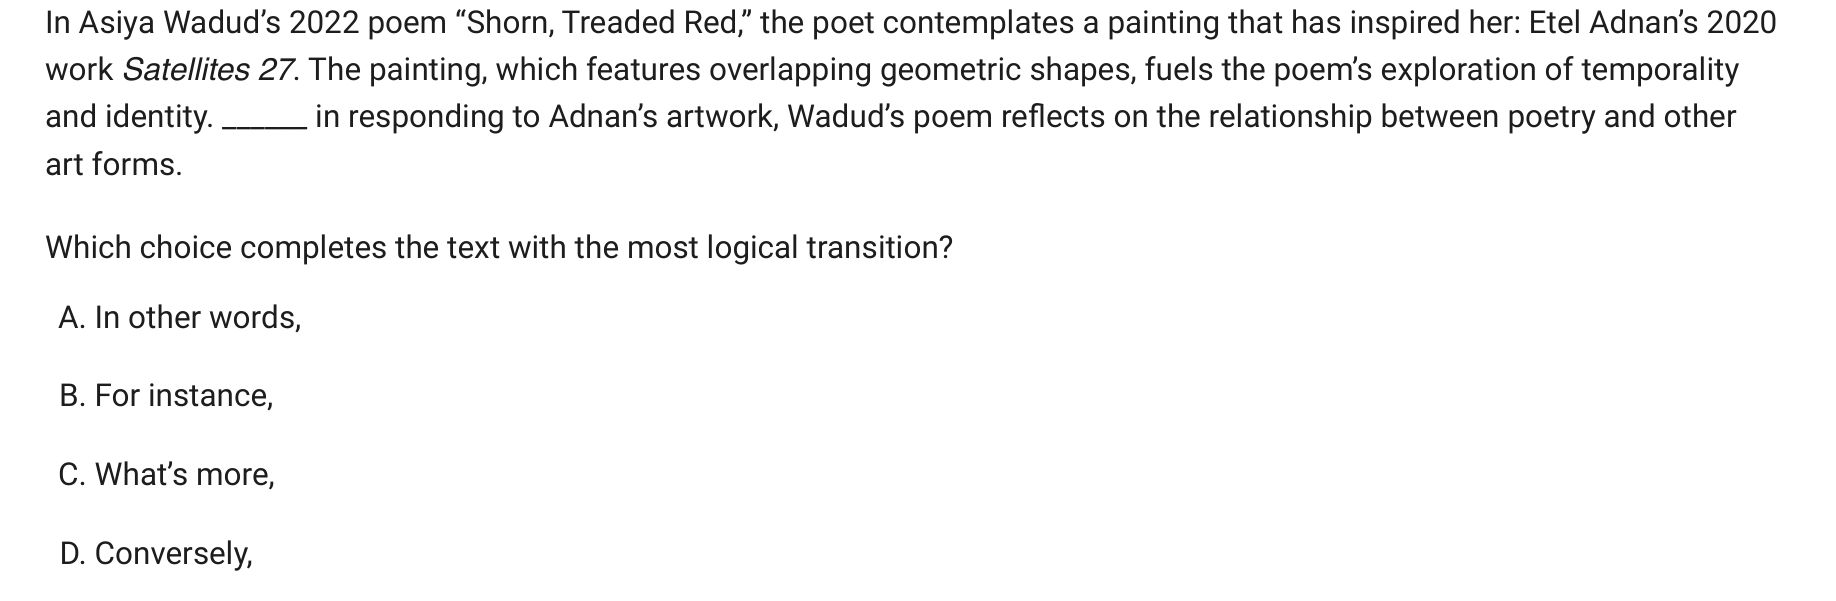 In Asiya Wadud’s 2022 poem “Shorn, Treaded Red,” the poet contemplates a painting that has inspired her: Etel Adnan’s 2020
work Satellites 27. The painting, which features overlapping geometric shapes, fuels the poem’s exploration of temporality
and identity. ______ in responding to Adnan’s artwork, Wadud’s poem reflects on the relationship between poetry and other
art forms.
Which choice completes the text with the most logical transition?
A. In other words,
B. For instance,
C. What’s more,
D. Conversely,